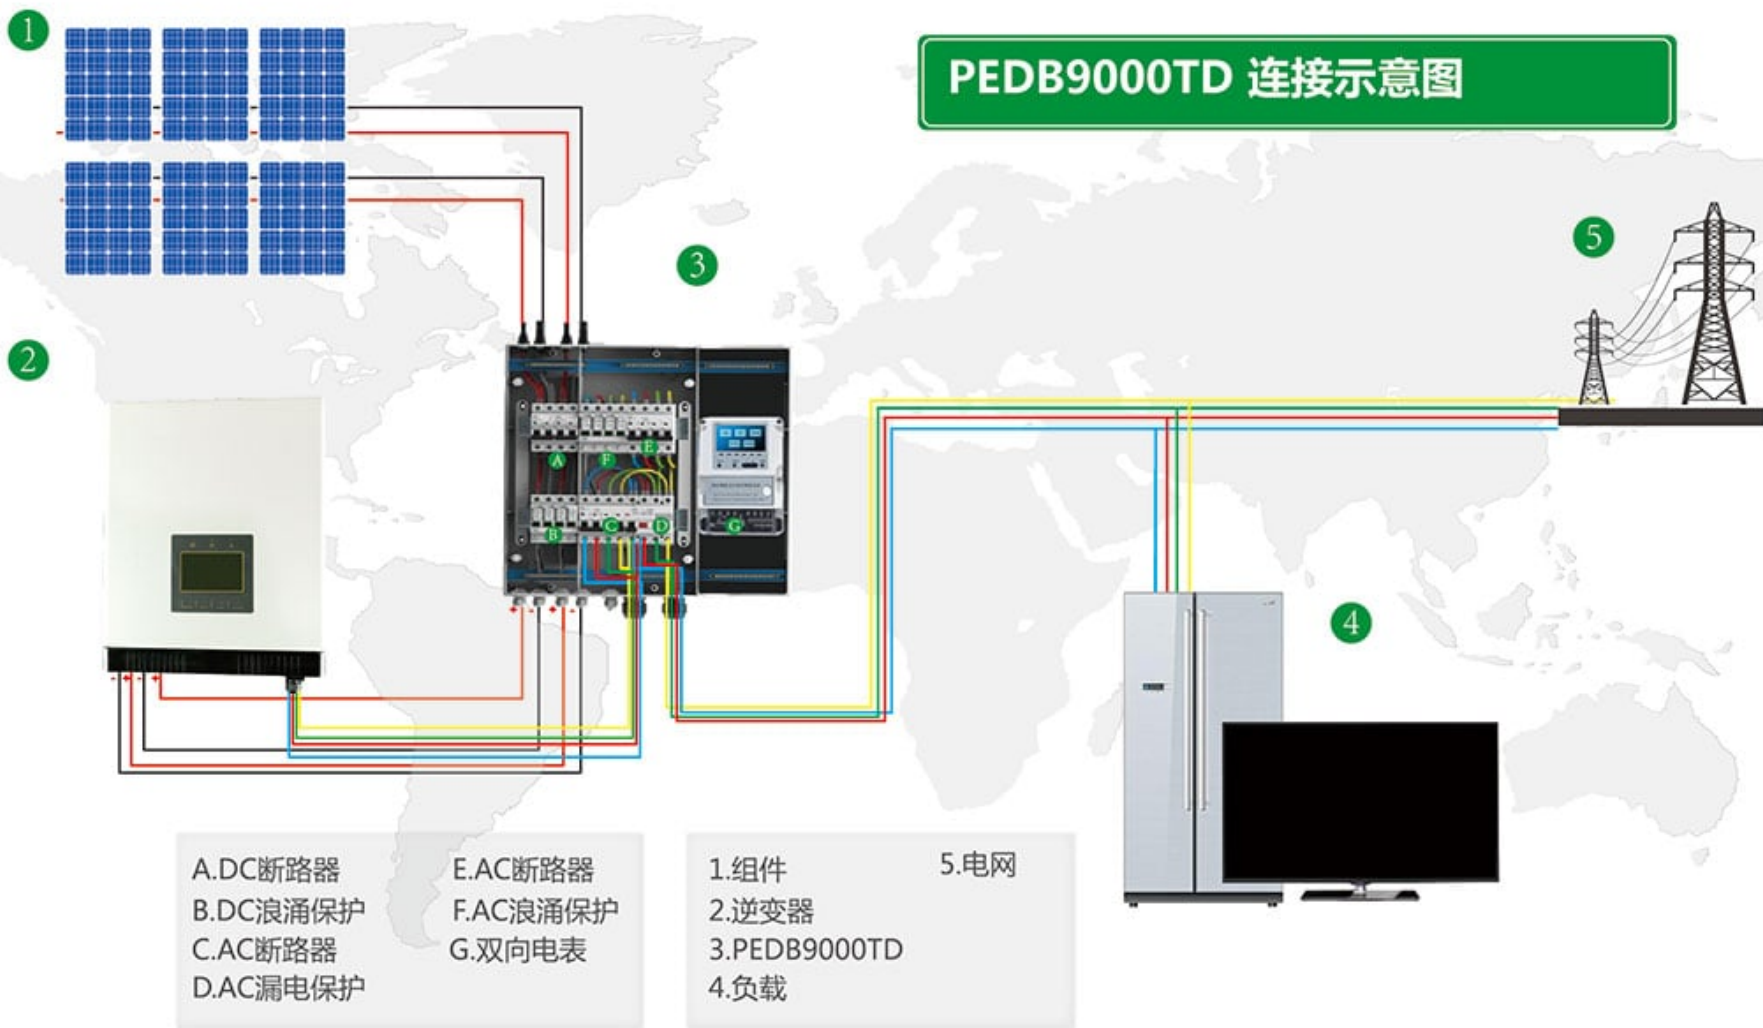 1
PEDB9000TD 连接示意图
5
3
2
E
A
F
B
C
D
G
4
+ - + -
- + - +
A.DC断路器
B.DC浪涌保护
C.AC断路器
D.AC漏电保护
E.AC断路器
F.AC浪涌保护
G.双向电表
1.组件
2.逆变器
3.PEDB9000TD
4.负载
5.电网